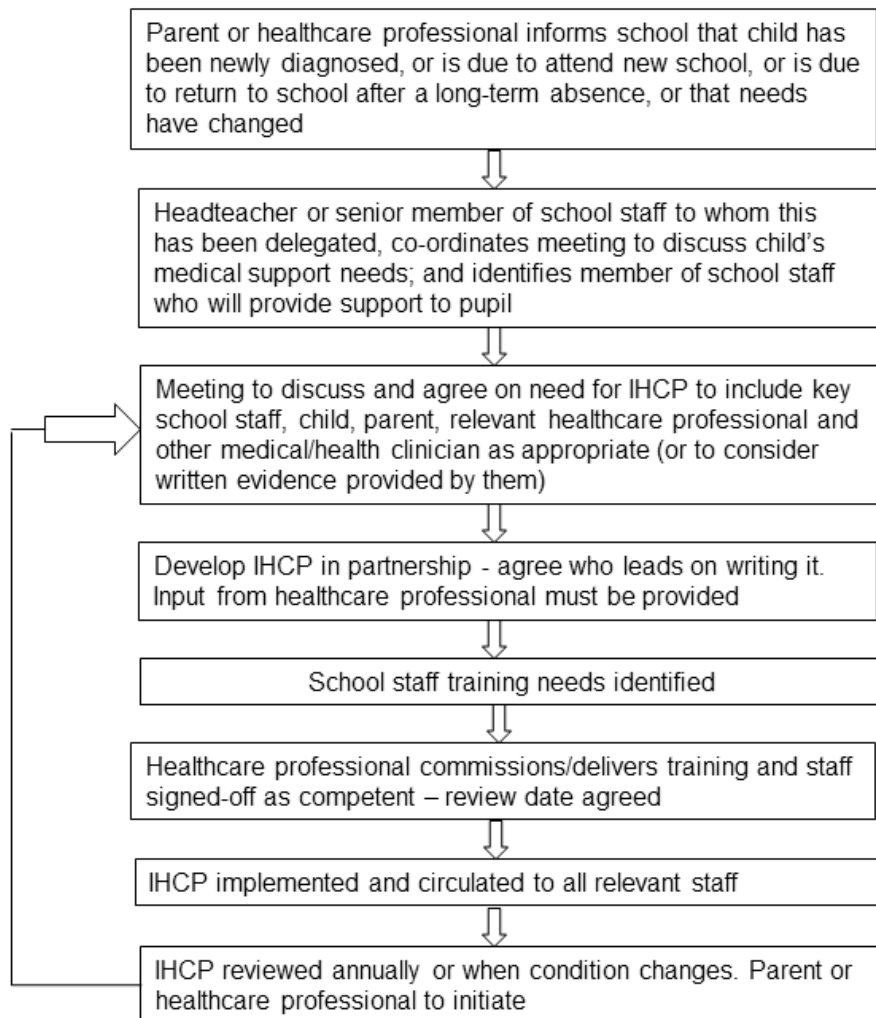 Parent or healthcare professional informs school that child has
been newly diagnosed, or is due to attend new school, or is due
to return to school after a long-term absence, or that needs
have changed
Headteacher or senior member of school staff to whom this
has been delegated, co-ordinates meeting to discuss child's
medical support needs; and identifies member of school staff
who will provide support to pupil
Meeting to discuss and agree on need for IHCP to include key
school staff, child, parent, relevant healthcare professional and
other medical/health clinician as appropriate (or to consider
written evidence provided by them)
Develop IHCP in partnership - agree who leads on writing it.
Input from healthcare professional must be provided
School staff training needs identified
Healthcare professional commissions/delivers training and staff
signed-off as competent – review date agreed
IHCP implemented and circulated to all relevant staff
IHCP reviewed annually or when condition changes. Parent or
healthcare professional to initiate